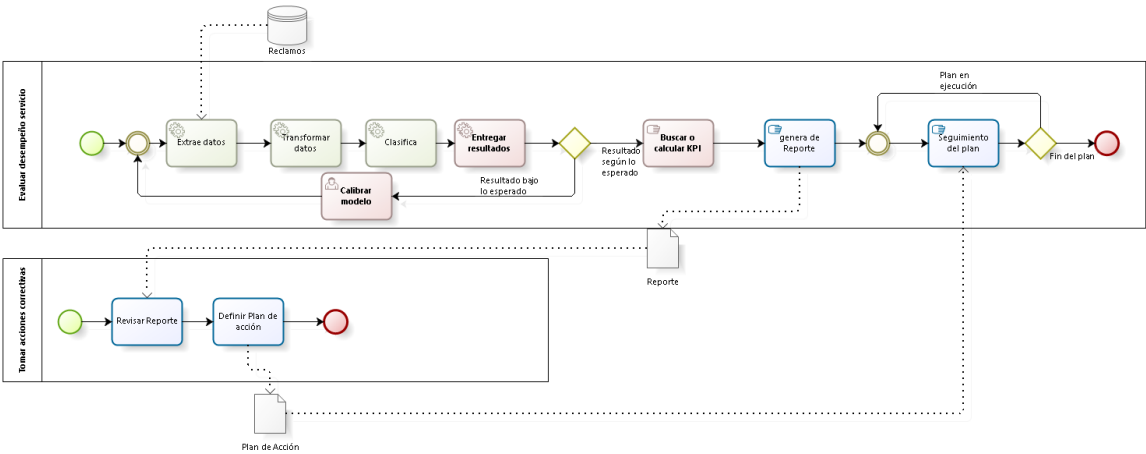 Reclamos
Evaluar desempeño servicio
Extrae datos
Transformar
datos
Clasifica
Entregar
resultados
Resultado
según lo
esperado
Resultado bajo
lo esperado
Calibrar
modelo
Buscar o
calcular KPI
genera de
Reporte
Plan en
ejecución
Seguimiento
del plan
Fin del plan
Reporte
Tomar acciones correctivas
Revisar Reporte
Definir Plan de
acción
Plan de Acción